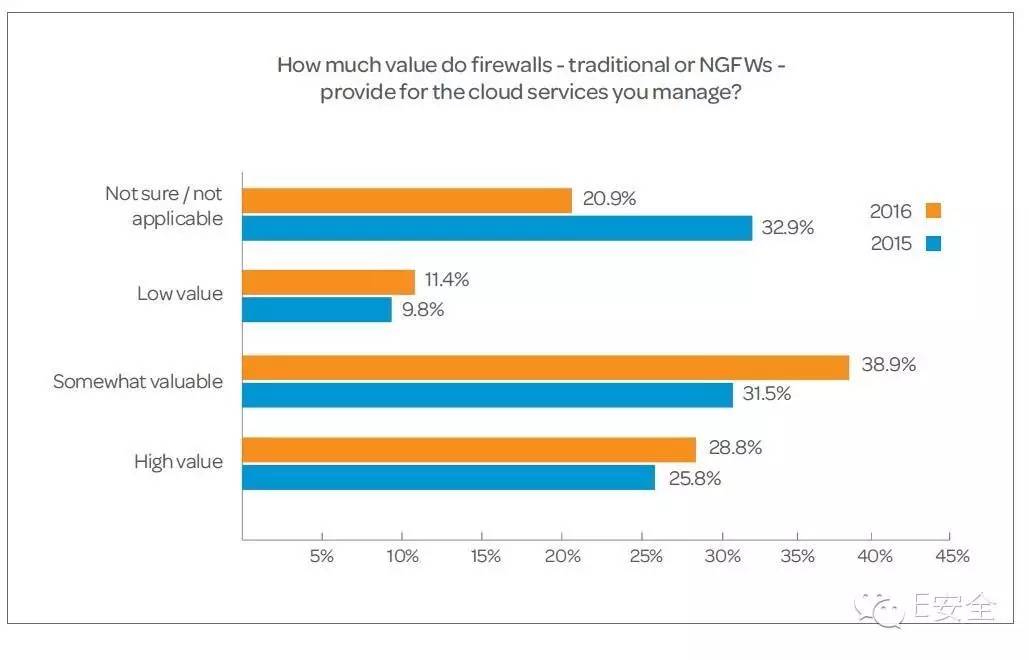 How much value do firewalls - traditional or NGFWs -
provide for the cloud services you manage?
Not sure / not
applicable
20.9%
32.9%
2016
2015
Low value
11.4%
9.8%
Somewhat valuable
38.9%
31.5%
High value
28.8%
25.8%
5% 10% 15% 20% 25% 30% 35% 40% 45%
E安全